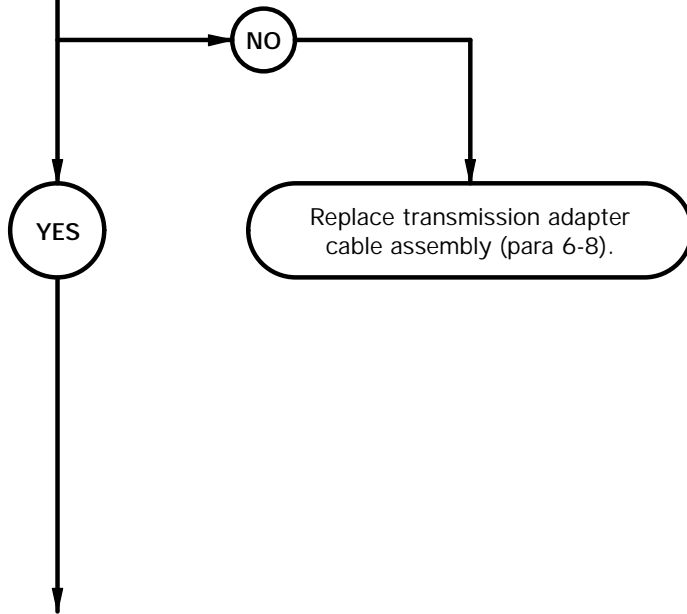 NO
YES
Replace transmission adapter
cable assembly (para 6-8).